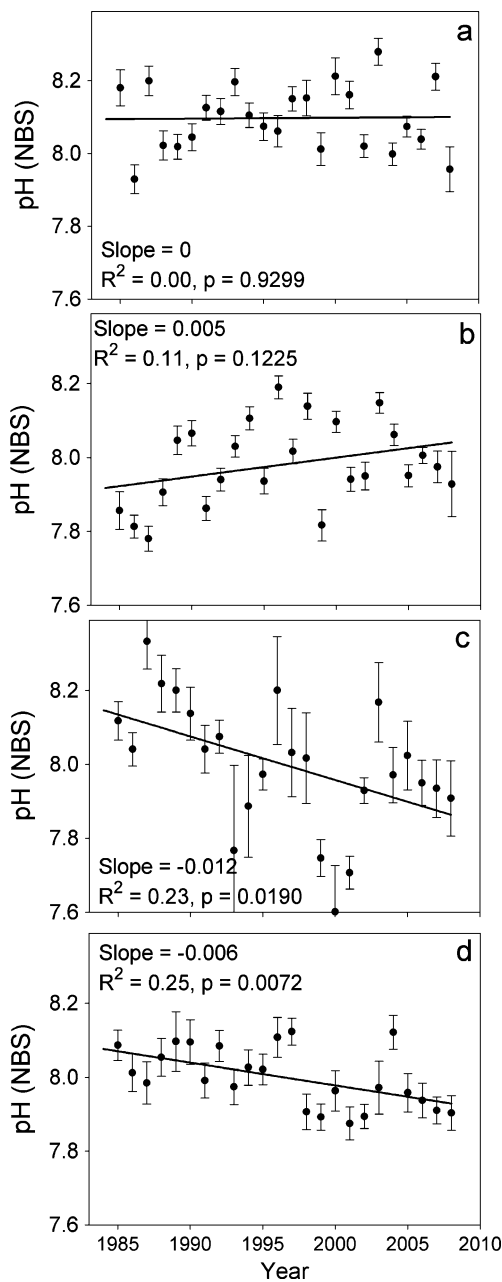 a
8.2
8.0
7.8
7.6
pH (NBS)
Slope = 0
R² = 0.00, p = 0.9299
b
Slope = 0.005
R² = 0.11, p = 0.1225
8.2
8.0
7.8
7.6
pH (NBS)
c
8.2
8.0
7.8
7.6
pH (NBS)
Slope = -0.012
R² = 0.23, p = 0.0190
d
Slope = -0.006
R² = 0.25, p = 0.0072
8.2
8.0
7.8
7.6
pH (NBS)
1985 1990 1995 2000 2005 2010
Year